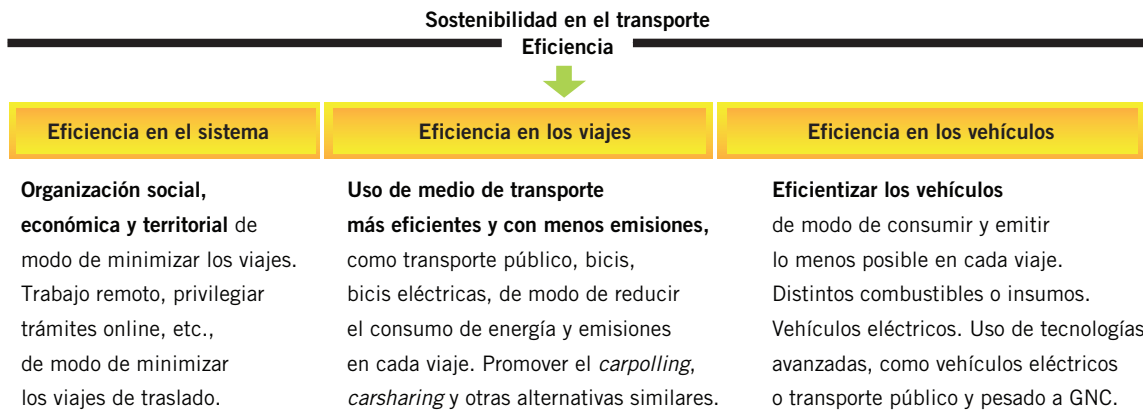 Sostenibilidad en el transporte
Eficiencia
Eficiencia en el sistema
Organización social,
económica y territorial de
modo de minimizar los viajes.
Trabajo remoto, privilegiar
trámites online, etc.,
de modo de minimizar
los viajes de traslado.
Eficiencia en los viajes
Uso de medio de transporte
más eficientes y con menos emisiones,
como transporte público, bicis,
bicis eléctricas, de modo de reducir
el consumo de energía y emisiones
en cada viaje. Promover el carpolling,
carsharing y otras alternativas similares.
Eficiencia en los vehículos
Eficientizar los vehículos
de modo de consumir y emitir
lo menos posible en cada viaje.
Distintos combustibles o insumos.
Vehículos eléctricos. Uso de tecnologías
avanzadas, como vehículos eléctricos
o transporte público y pesado a GNC.